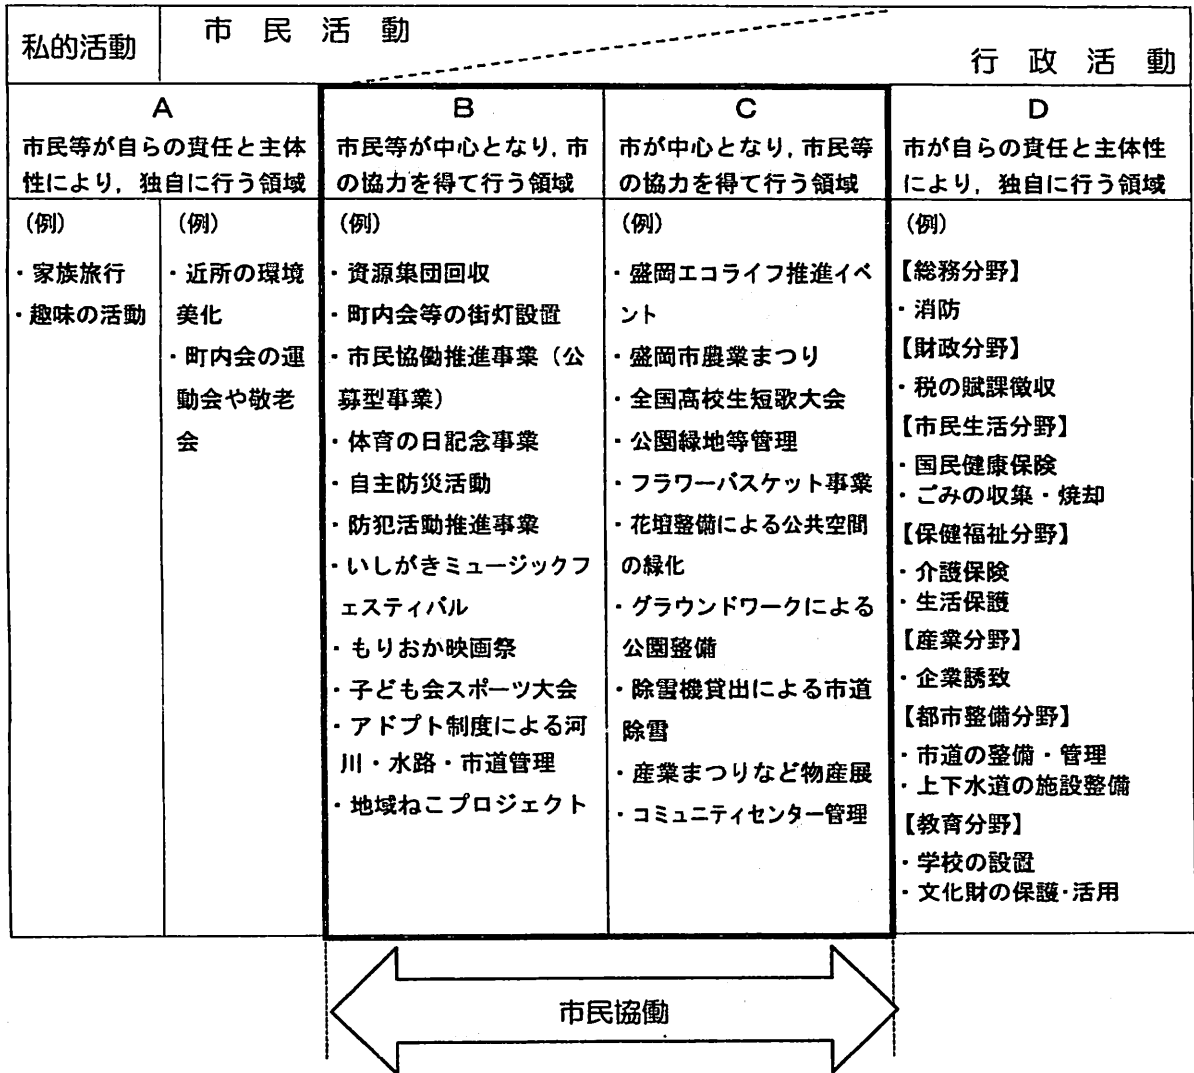 私的活動
市民活動
行政活動
A
市民等が自らの責任と主体
性により，独自に行う領域
B
市民等が中心となり，市
の協力を得て行う領域
C
市が中心となり，市民等
の協力を得て行う領域
D
市が自らの責任と主体性
により，独自に行う領域
（例）
・家族旅行
・趣味の活動
（例）
・近所の環境
美化
・町内会の運
動会や敬老
会
（例）
・資源集団回収
・町内会等の街灯設置
・市民協働推進事業（公
募型事業）
・体育の日記念事業
・自主防災活動
・防犯活動推進事業
・いしがきミュージックフ
ェスティバル
・もりおか映画祭
・子ども会スポーツ大会
・アドプト制度による河
川・水路・市道管理
・地域ねこプロジェクト
（例）
・盛岡エコライフ推進イベ
ント
・盛岡市農業まつり
・全国高校生短歌大会
・公園緑地等管理
・フラワーバスケット事業
・花壇整備による公共空間
の緑化
・グラウンドワークによる
公園整備
・除雪機貸出による市道
除雪
・産業まつりなど物産展
・コミュニティセンター管理
（例）
【総務分野】
・消防
【財政分野】
・税の賦課徴収
【市民生活分野】
・国民健康保険
・ごみの収集・焼却
【保健福祉分野】
・介護保険
・生活保護
【産業分野】
・企業誘致
【都市整備分野】
・市道の整備・管理
・上下水道の施設整備
【教育分野】
・学校の設置
・文化財の保護・活用
市民協働